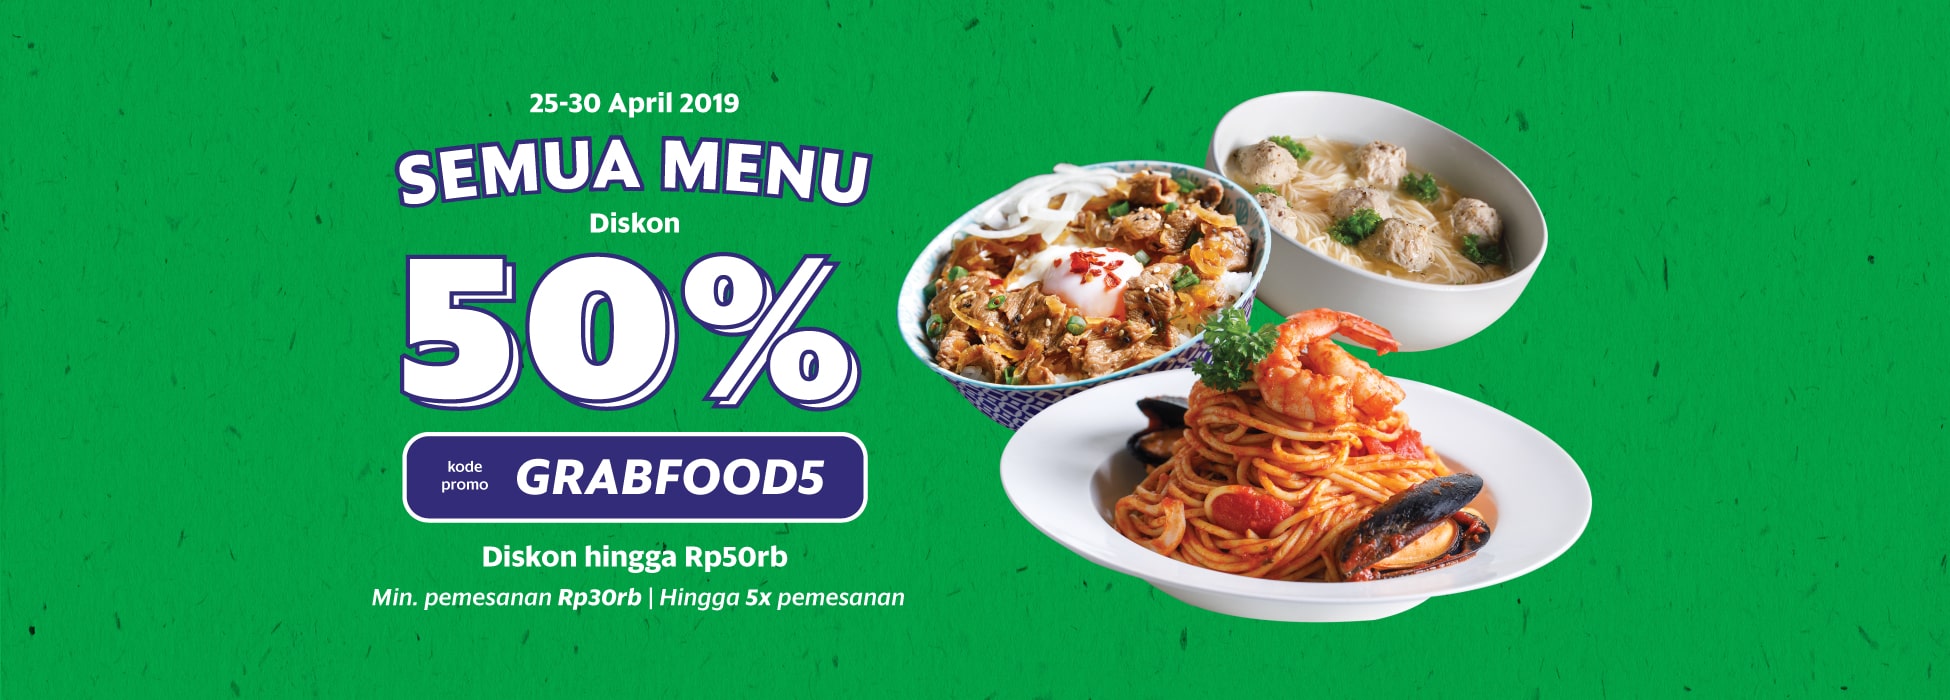 25-30 April 2019
SEMUA MENU
Diskon
50%
kode
promo
GRABFOOD5
Diskon hingga Rp50rb
Min. pemesanan Rp30rb | Hingga 5x pemesanan